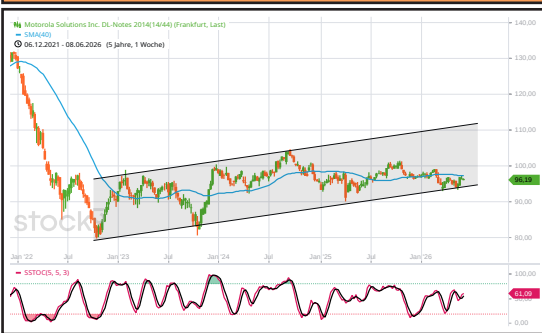 Motorola Solutions Inc. DL-Notes 2014(14/44) (Frankfurt, Last)
SMA(40)
06.12.2021 - 08.06.2026 (5 Jahre, 1 Woche)
140,00
130,00
120,00
110,00
100,00
96,19
90,00
80,00
stock3
Jan '22 Jul Jan '23 Jul Jan '24 Jul Jan '25 Jul Jan '26
SSTOC(5, 5, 3)
100,00
61,09
0,00